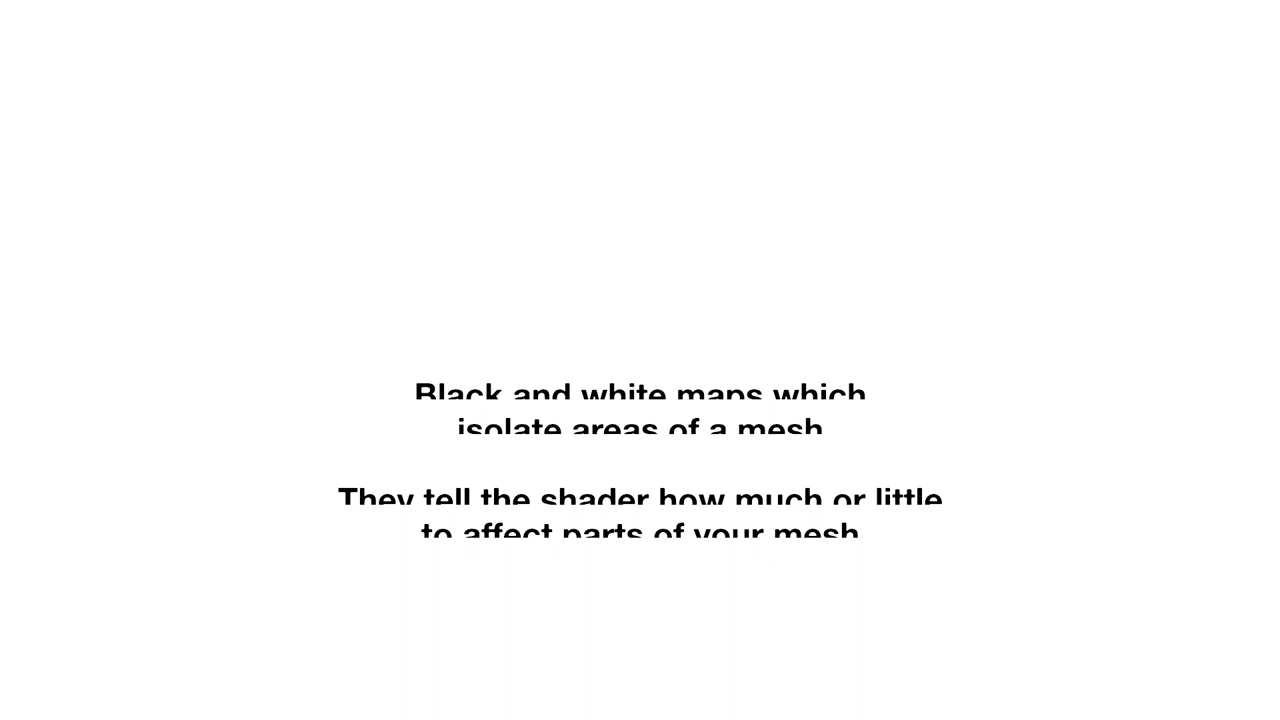 Black and white maps which
isolate areas of a mesh
They tell the shader how much or little
to affect parts of your mesh